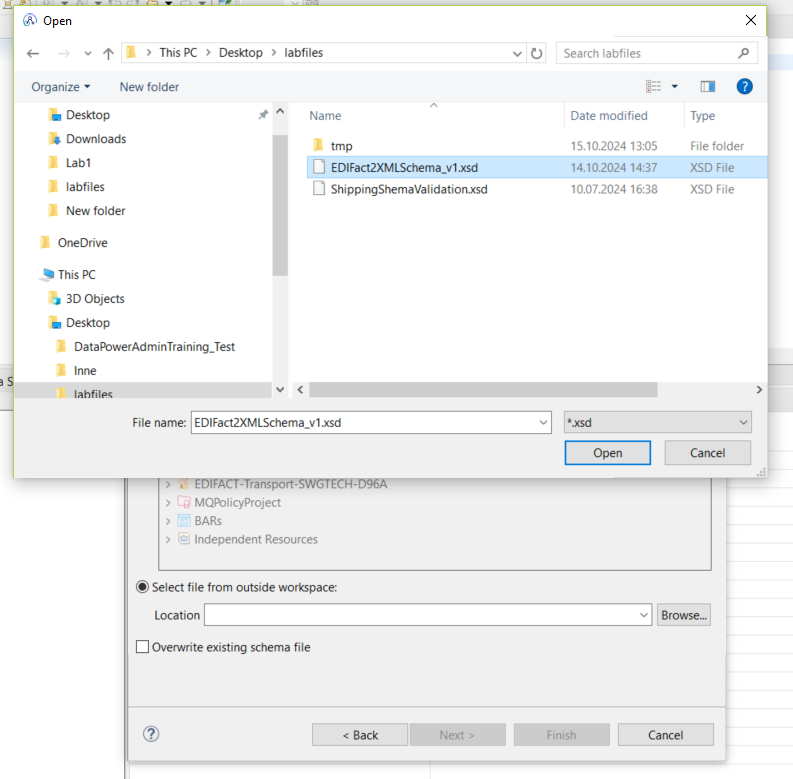 Open
This PC > Desktop > labfiles
Search labfiles
Organize
New folder
?
Desktop
Downloads
Lab1
labfiles
New folder
OneDrive
This PC
3D Objects
Desktop
DataPowerAdminTraining_Test
Inne
labfiles
Name Date modified Type
tmp 15.10.2024 13:05 File folder
EDIFact2XMLSchema_v1.xsd 14.10.2024 14:37 XSD File
ShippingShemaValidation.xsd 10.07.2024 16:38 XSD File
a S
File name: EDIFact2XMLSchema_v1.xsd *.xsd
Open Cancel
EDIFACT-Transport-SWGTECH-D96A
MQPolicyProject
BARs
Independent Resources
Select file from outside workspace:
Location Browse...
Overwrite existing schema file
? < Back Next > Finish Cancel